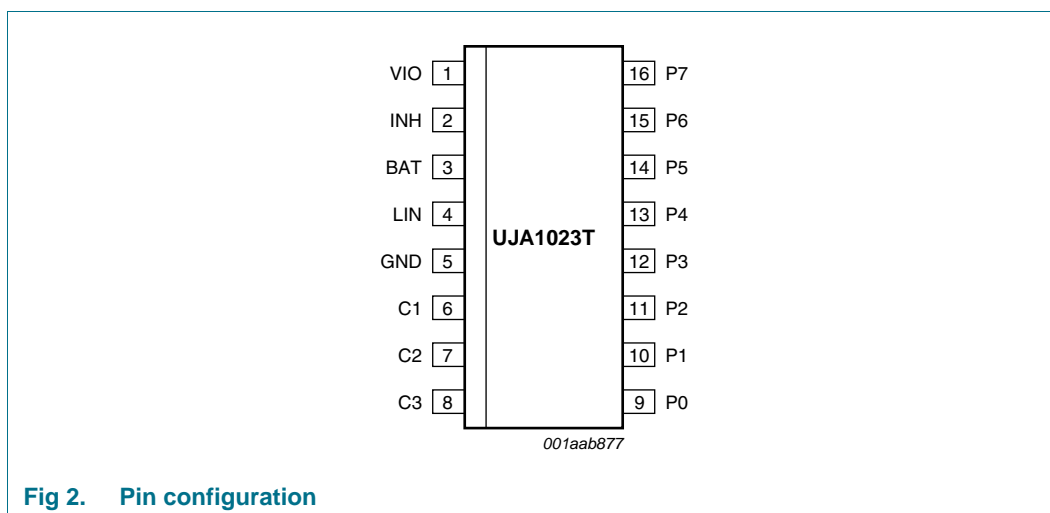 VIO 1 16 P7
INH 2 15 P6
BAT 3 14 P5
LIN 4 13 P4
UJA1023T
GND 5 12 P3
C1 6 11 P2
C2 7 10 P1
C3 8 9 P0
001aab877
Fig 2. Pin configuration